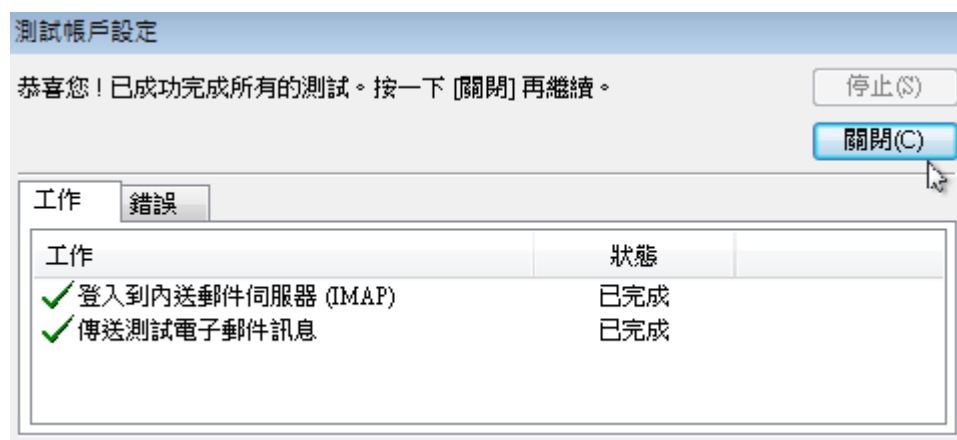 測試帳戶設定
恭喜您！已成功完成所有的測試。按一下 [關閉] 再繼續。
停止(S)
關閉(C)
工作 錯誤
工作 狀態
登入到內送郵件伺服器 (IMAP) 已完成
傳送測試電子郵件訊息 已完成